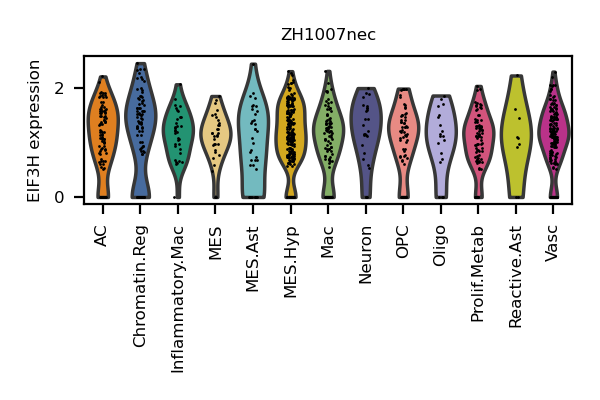 ZH1007nec
EIF3H expression
2
0
AC
Chromatin.Reg
Inflammatory.Mac
MES
MES.Ast
MES.Hyp
Mac
Neuron
OPC
Oligo
Prolif.Metab
Reactive.Ast
Vasc